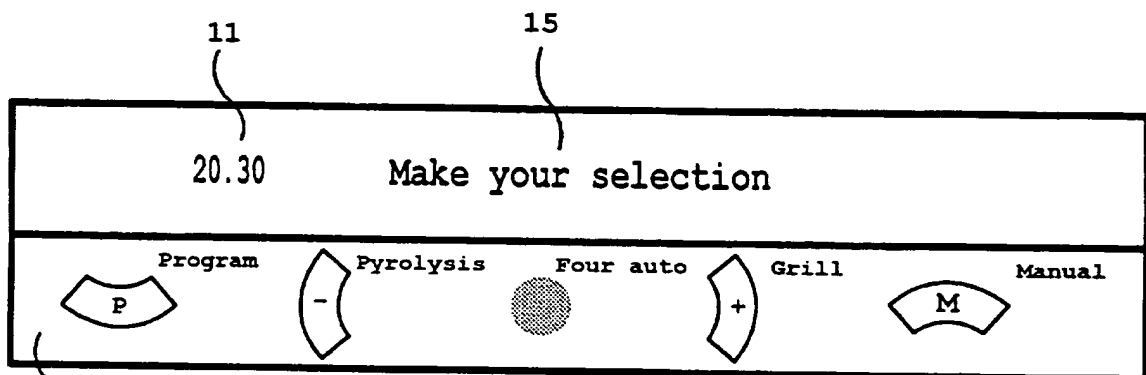 11 15
20.30 Make your selection
Program Pyrolysis Four auto Grill Manual
P - + M